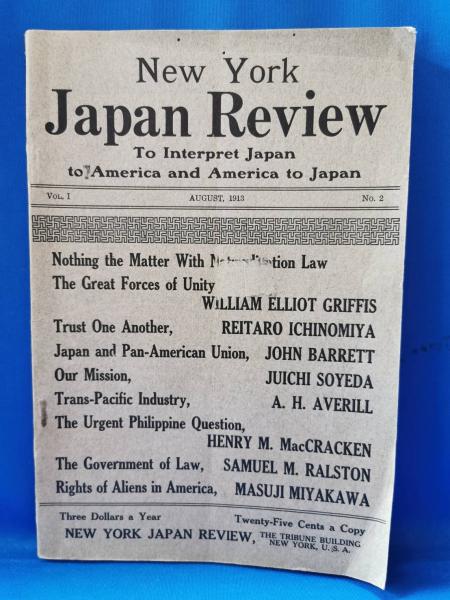 New York
Japan Review
To Interpret Japan
to America and America to Japan
VOL. I AUGUST, 1913 No. 2
Nothing the Matter With Law
The Great Forces of Unity
WILLIAM ELLIOT GRIFFIS
Trust One Another, REITARO ICHINOMIYA
Japan and Pan-American Union, JOHN BARRETT
Our Mission, JUICHI SOYEDA
Trans-Pacific Industry, A. H. AVERILL
The Urgent Philippine Question,
HENRY M. MacCRACKEN
The Government of Law, SAMUEL M. RALSTON
Rights of Aliens in America, MASUJI MIYAKAWA
Three Dollars a Year Twenty-Five Cents a Copy
NEW YORK JAPAN REVIEW, THE TRIBUNE BUILDING
NEW YORK, U. S. A.